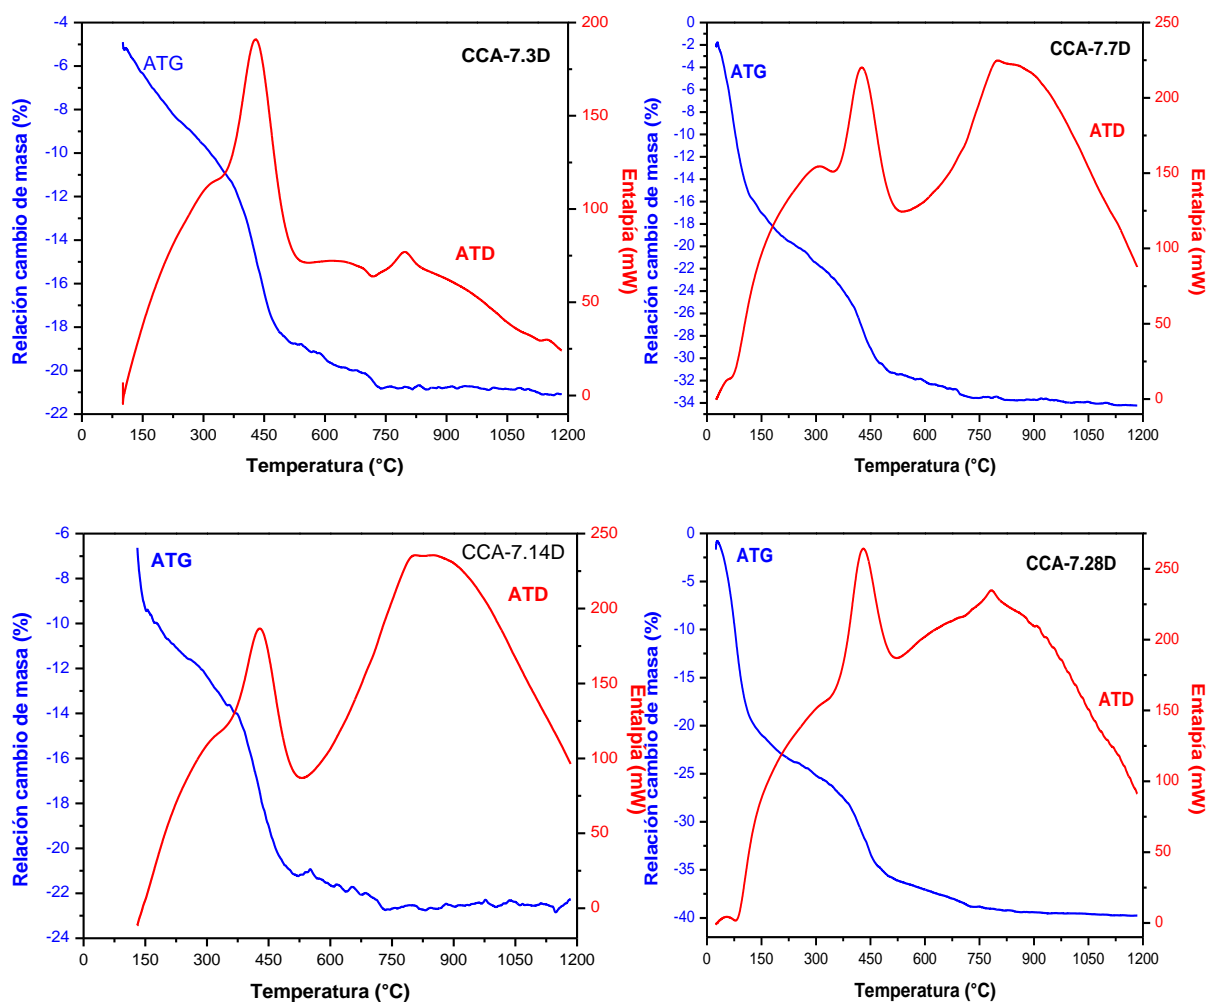 CCA-7.3D
ATG
ATD
-4
-6
-8
-10
-12
-14
-16
-18
-20
-22
Relación cambio de masa (%)
200
150
100
50
0
Entalpía (mW)
0 150 300 450 600 750 900 1050 1200
Temperatura (°C)
CCA-7.7D
ATG
ATD
0
-2
-4
-6
-8
-10
-12
-14
-16
-18
-20
-22
-24
-26
-28
-30
-32
-34
Relación cambio de masa (%)
250
200
150
100
50
0
Entalpía (mW)
0 150 300 450 600 750 900 1050 1200
Temperatura (°C)
CCA-7.14D
ATG
ATD
-6
-8
-10
-12
-14
-16
-18
-20
-22
-24
Relación cambio de masa (%)
250
200
150
100
50
0
Entalpía (mW)
0 150 300 450 600 750 900 1050 1200
Temperatura (°C)
CCA-7.28D
ATG
ATD
0
-5
-10
-15
-20
-25
-30
-35
-40
Relación cambio de masa (%)
250
200
150
100
50
0
Entalpía (mW)
0 150 300 450 600 750 900 1050 1200
Temperatura (°C)